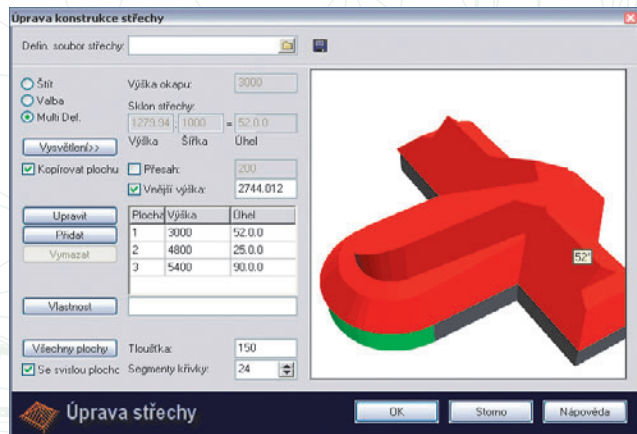 Úprava konstrukce střechy
Defin. soubor střechy:
Štít
Výška okapu: 3000
Valba
Sklon střechy:
Multi Def.
1279.94 : 1000 = 52.0.0
Vysvětlení>>
Výška Šířka Úhel
Kopírovat plochu
Přesah: 200
Vnější výška: 2744.012
Upravit
Plocha Výška Úhel
Přidat
1 3000 52.0.0
Vymazat
2 4800 25.0.0
3 5400 90.0.0
52°
Vlastnost
Všechny plochy
Tloušťka: 150
Se svislou plochc
Segmenty křivky: 24
Úprava střechy
OK
Storno
Nápověda